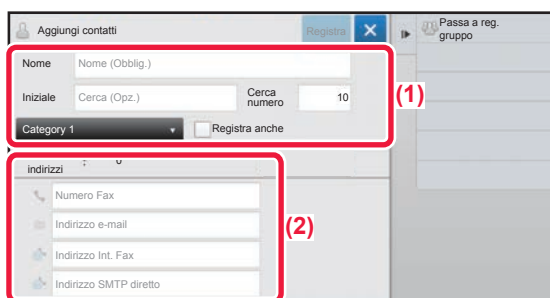 Aggiungi contatti
Registra
Passa a reg.
gruppo
Nome
Nome (Obblig.)
Iniziale
Cerca (Opz.)
Cerca
numero
10
(1)
Category 1
Registra anche
indirizzi
Numero Fax
Indirizzo e-mail
(2)
Indirizzo Int. Fax
Indirizzo SMTP diretto